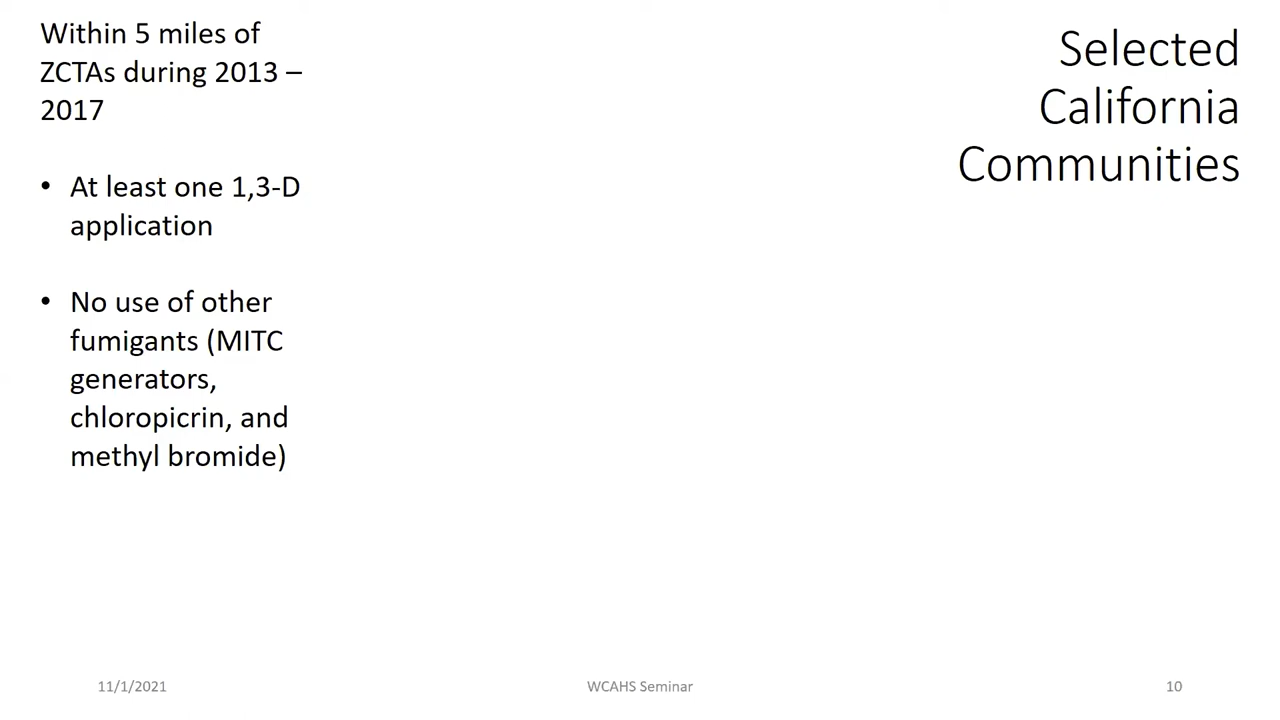 Within 5 miles of
ZCTAs during 2013 –
2017
• At least one 1,3-D
application
• No use of other
fumigants (MITC
generators,
chloropicrin, and
methyl bromide)
Selected
California
Communities
11/1/2021
WCAHS Seminar
10